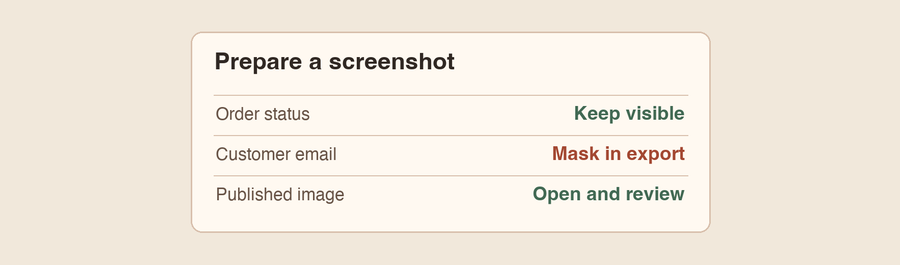 Prepare a screenshot
Order status Keep visible
Customer email Mask in export
Published image Open and review